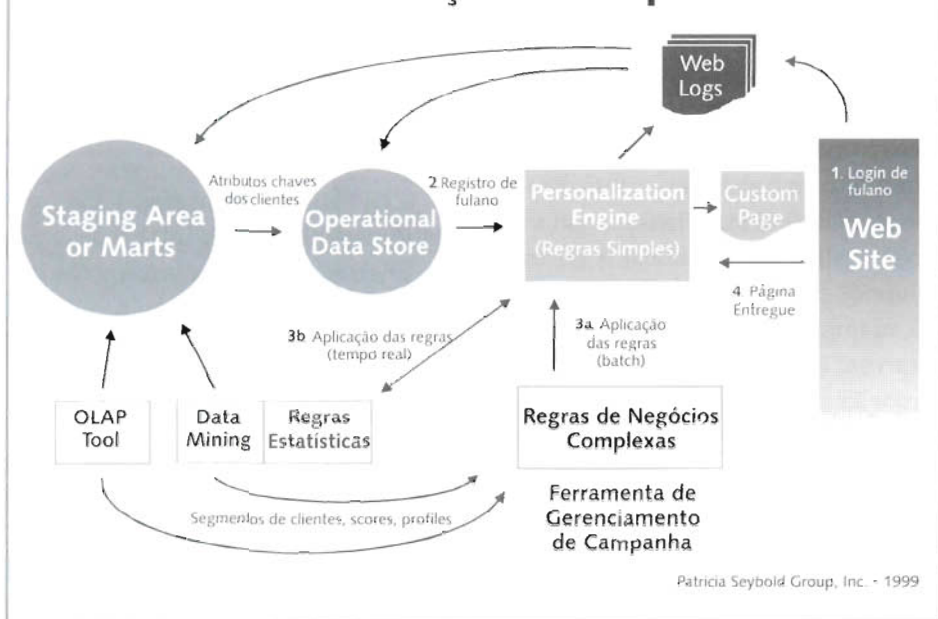 Web
Logs
1. Login de
fulano
Web
Site
Atributos chaves
dos clientes
2 Registro de
fulano
Staging Area
or Marts
Operational
Data Store
Personalization
Engine
(Regras Simples)
Custom
Page
4. Página
Entregue
3b Aplicação das regras
(tempo real)
3a Aplicação
das regras
(batch)
OLAP
Tool
Data
Mining
Regras
Estatísticas
Regras de Negócios
Complexas
Segmentos de clientes, scores, profiles
Ferramenta de
Gerenciamento
de Campanha
Patricia Seybold Group, Inc. - 1999